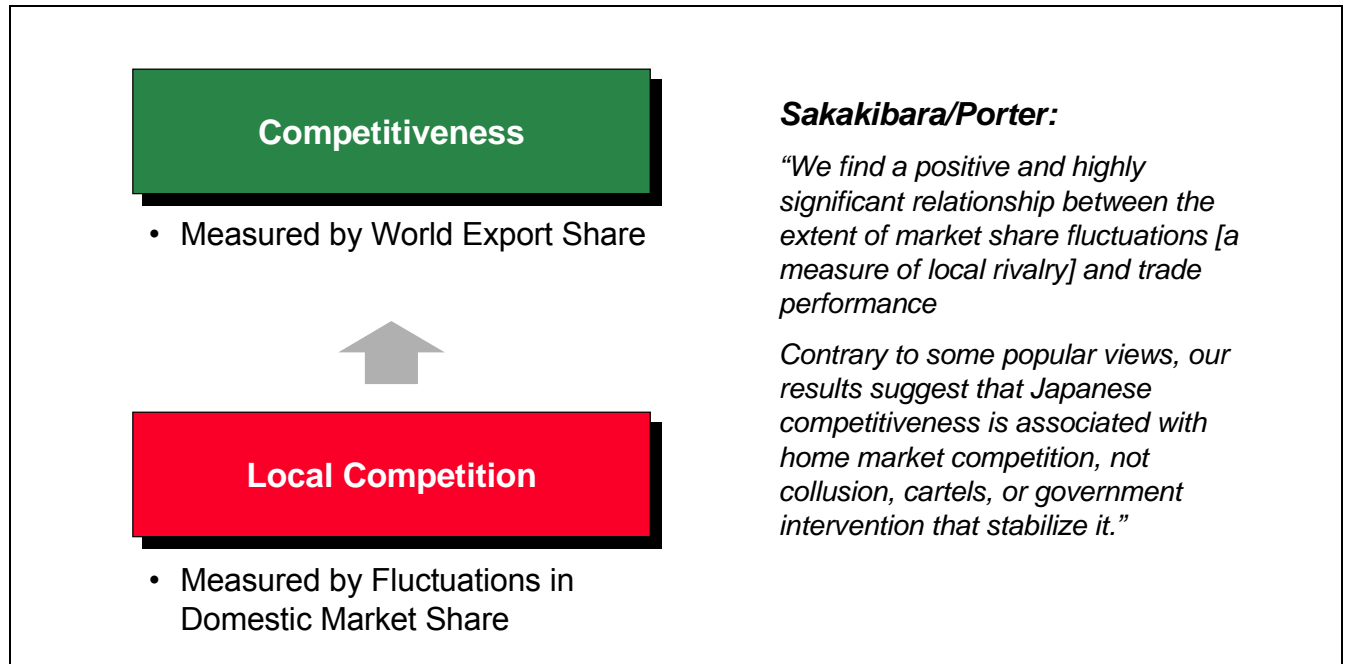 Competitiveness
• Measured by World Export Share
Local Competition
• Measured by Fluctuations in
Domestic Market Share
Sakakibara/Porter:
“We find a positive and highly
significant relationship between the
extent of market share fluctuations [a
measure of local rivalry] and trade
performance
Contrary to some popular views, our
results suggest that Japanese
competitiveness is associated with
home market competition, not
collusion, cartels, or government
intervention that stabilize it.”